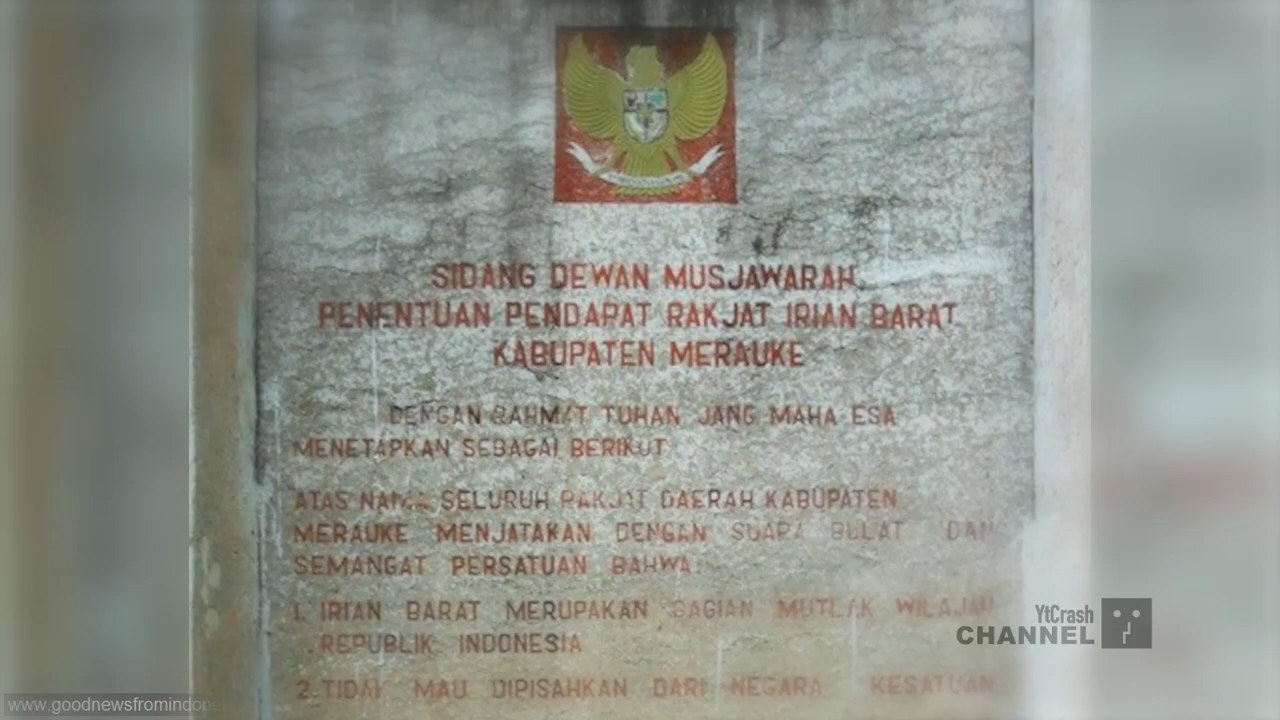 SIDANG DEWAN MUSJAWARAH
PENENTUAN PENDAPAT RAKJAT IRIAN BARAT
KABUPATEN MERAUKE
DENGAN RAHMAT TUHAN JANG MAHA ESA
MENETAPKAN SEBAGAI BERIKUT
ATAS NAMA SELURUH RAKJAT DAERAH KABUPATEN
MERAUKE MENJATAKAN DENGAN SUARA BULAT DAN
SEMANGAT PERSATUAN BAHWA:
1. IRIAN BARAT MERUPAKAN BAGIAN MUTLAK WILAJAH
REPUBLIK INDONESIA
2. TIDAK MAU DIPISAHKAN DARI NEGARA KESATUAN
YtCrash
CHANNEL
www.goodnewsfromindone